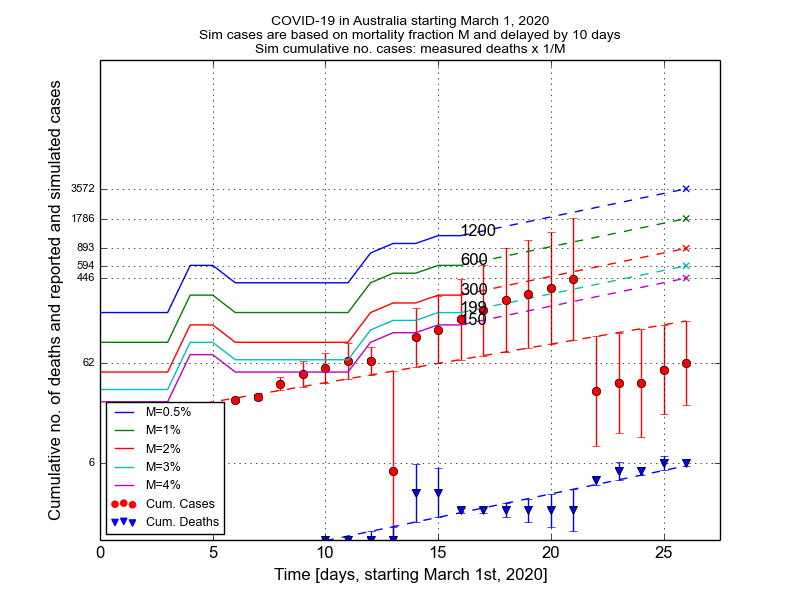 COVID-19 in Australia starting March 1, 2020
Sim cases are based on mortality fraction M and delayed by 10 days
Sim cumulative no. cases: measured deaths x 1/M
Cumulative no. of deaths and reported and simulated cases
3572
1786
893
594
446
62
6
1200
600
300
199
150
M=0.5%
M=1%
M=2%
M=3%
M=4%
Cum. Cases
Cum. Deaths
0 5 10 15 20 25
Time [days, starting March 1st, 2020]